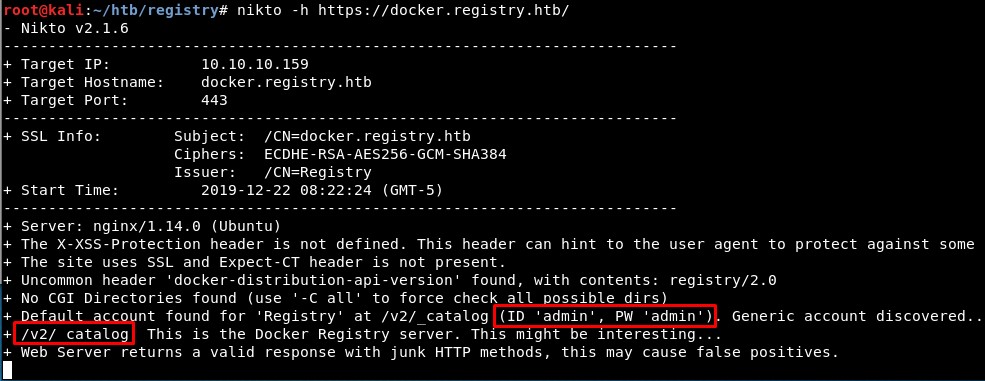 root@kali:~/htb/registry# nikto -h https://docker.registry.htb/
- Nikto v2.1.6
---------------------------------------------------------------------------
+ Target IP:          10.10.10.159
+ Target Hostname:    docker.registry.htb
+ Target Port:        443
---------------------------------------------------------------------------
+ SSL Info:        Subject:  /CN=docker.registry.htb
                   Ciphers:  ECDHE-RSA-AES256-GCM-SHA384
                   Issuer:   /CN=Registry
+ Start Time:         2019-12-22 08:22:24 (GMT-5)
---------------------------------------------------------------------------
+ Server: nginx/1.14.0 (Ubuntu)
+ The X-XSS-Protection header is not defined. This header can hint to the user agent to protect against some
+ The site uses SSL and Expect-CT header is not present.
+ Uncommon header 'docker-distribution-api-version' found, with contents: registry/2.0
+ No CGI Directories found (use '-C all' to force check all possible dirs)
+ Default account found for 'Registry' at /v2/_catalog (ID 'admin', PW 'admin'). Generic account discovered..
+ /v2/_catalog  This is the Docker Registry server. This might be interesting...
+ Web Server returns a valid response with junk HTTP methods, this may cause false positives.